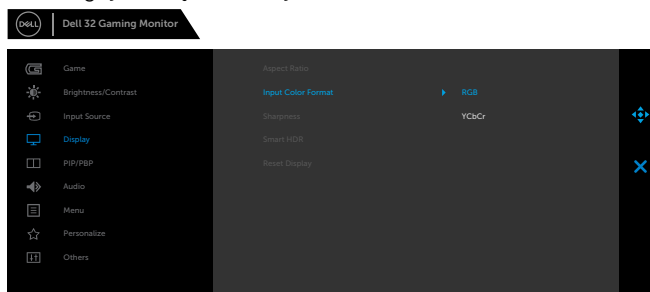 DELL
Dell 32 Gaming Monitor
Game
Aspect Ratio
Brightness/Contrast
Input Color Format
RGB
Input Source
Sharpness
YCbCr
Display
Smart HDR
PIP/PBP
Reset Display
Audio
Menu
Personalize
Others